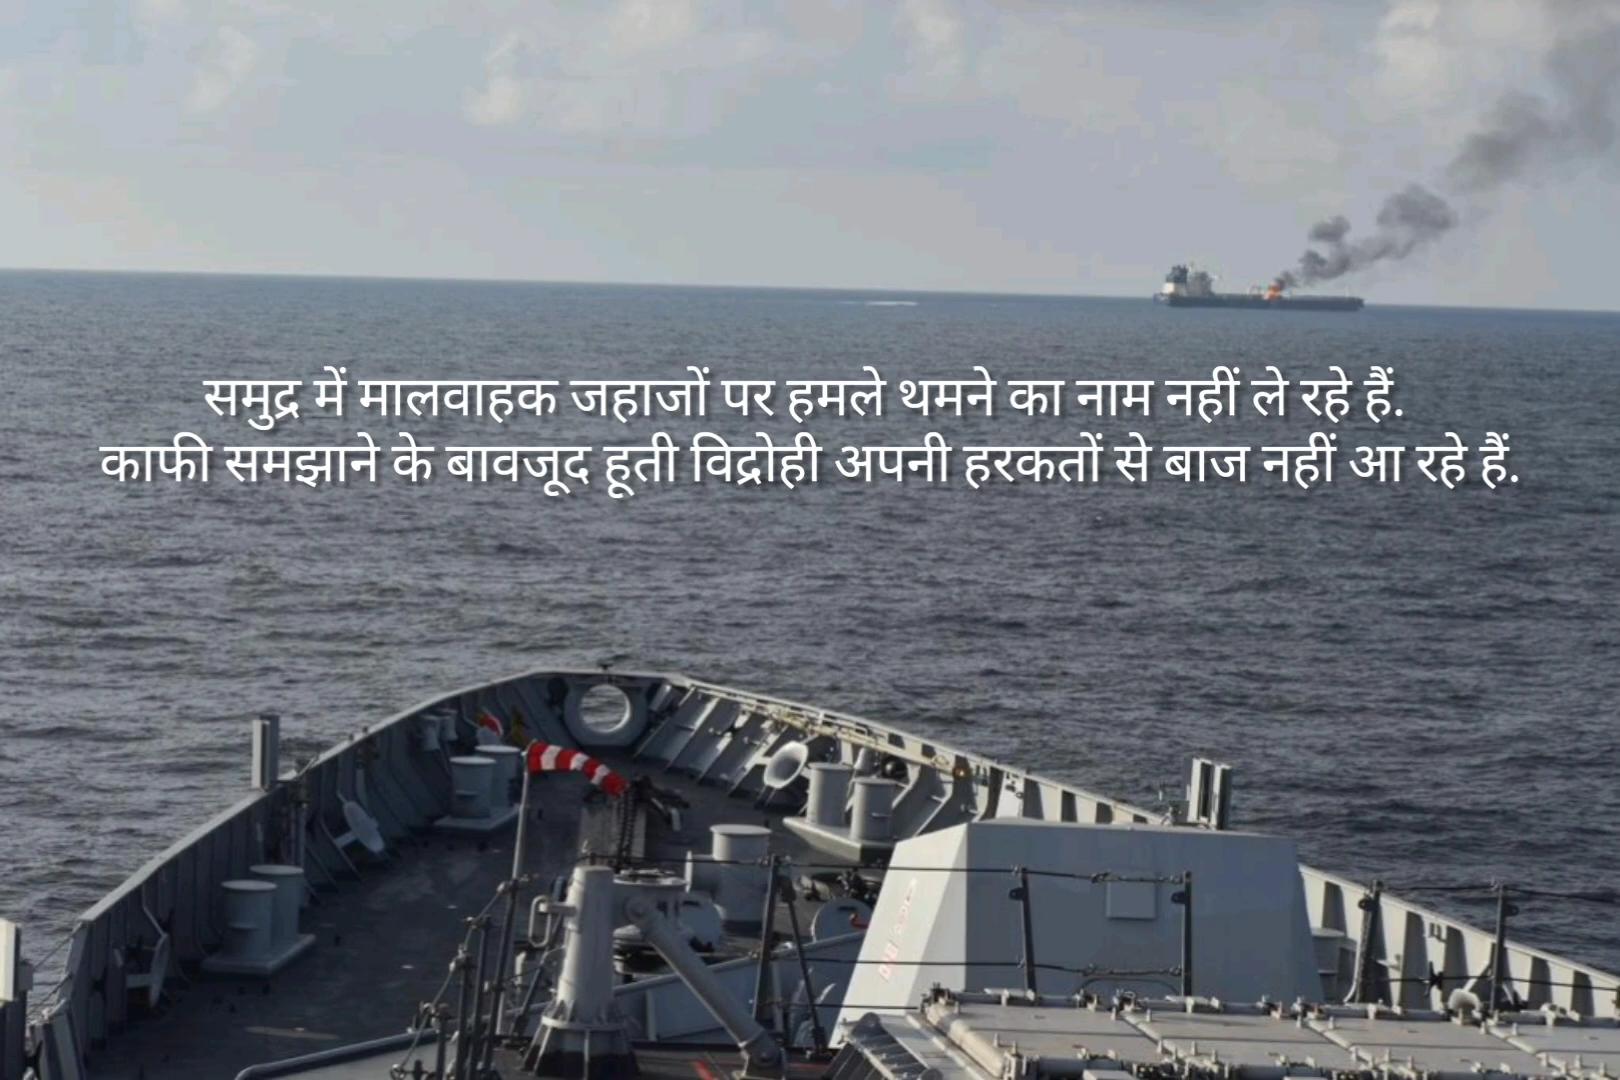 समुद्र में मालवाहक जहाजों पर हमले थमने का नाम नहीं ले रहे हैं.
काफी समझाने के बावजूद हूती विद्रोही अपनी हरकतों से बाज नहीं आ रहे हैं.